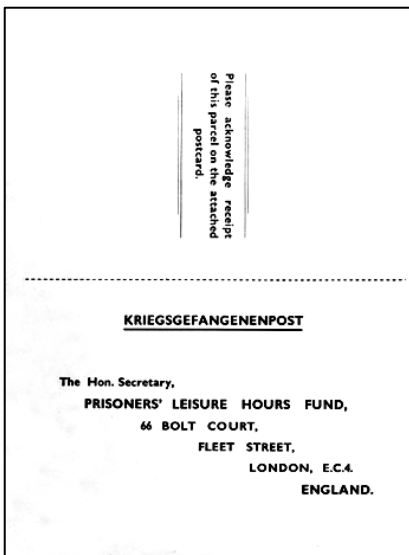 Please acknowledge receipt
of this parcel on the attached
postcard.
KRIEGSGEFANGENENPOST
The Hon. Secretary,
PRISONERS' LEISURE HOURS FUND,
66 BOLT COURT,
FLEET STREET,
LONDON, E.C.4.
ENGLAND.